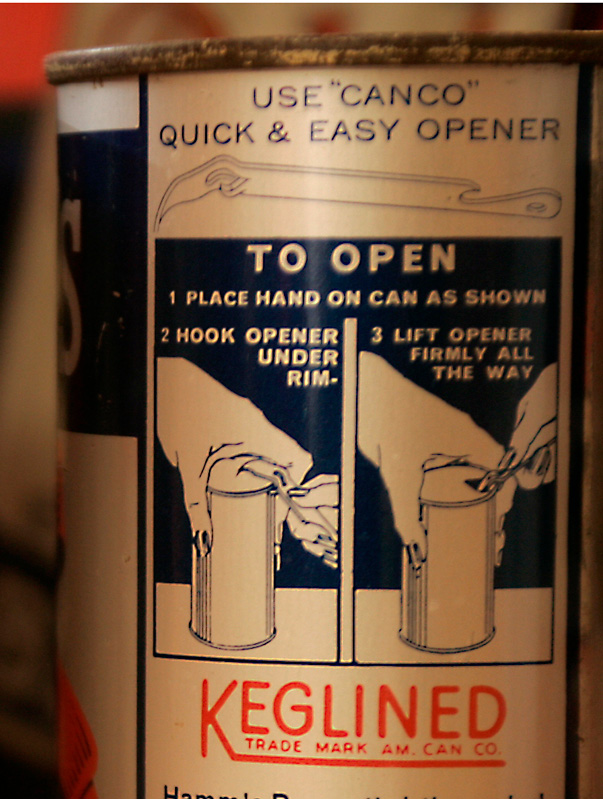 USE "CANCO"
QUICK & EASY OPENER
TO OPEN
1 PLACE HAND ON CAN AS SHOWN
2 HOOK OPENER
UNDER
RIM-
3 LIFT OPENER
FIRMLY ALL
THE WAY
KEGLINED
TRADE MARK AM. CAN CO.
Hamm's